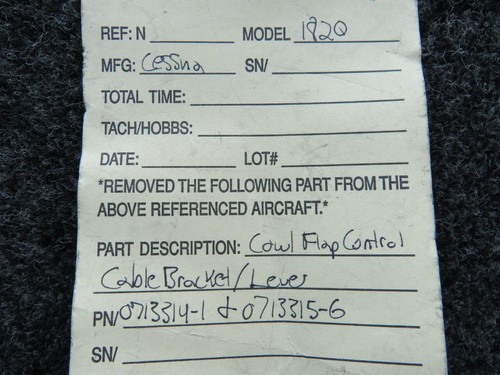 REF: N MODEL 182Q
MFG: Cessna SN/
TOTAL TIME:
TACH/HOBBS:
DATE: LOT#
*REMOVED THE FOLLOWING PART FROM THE
ABOVE REFERENCED AIRCRAFT.*
PART DESCRIPTION: Cowl Flap Control
Cable Bracket/Lever
PN/0713314-1 & 0713315-6
SN/